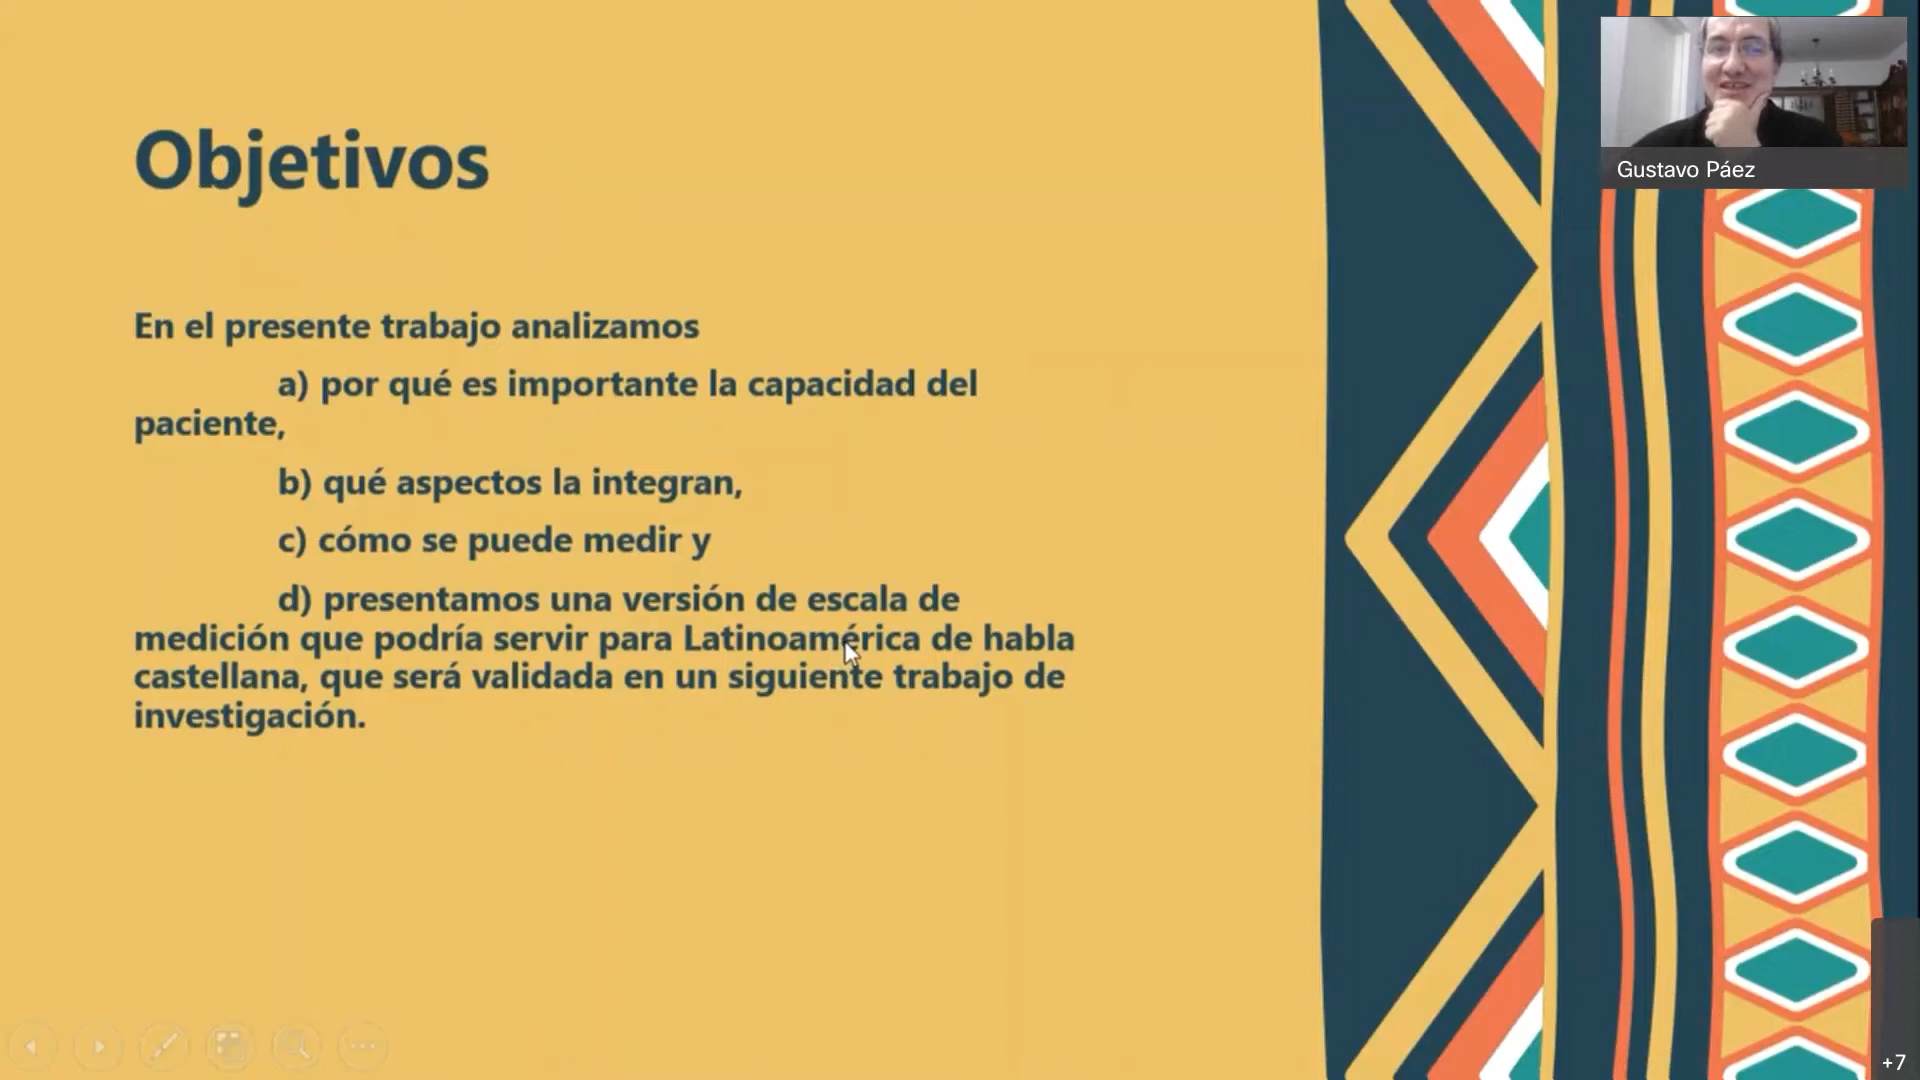 Objetivos
En el presente trabajo analizamos
a) por qué es importante la capacidad del
paciente,
b) qué aspectos la integran,
c) cómo se puede medir y
d) presentamos una versión de escala de
medición que podría servir para Latinoamérica de habla
castellana, que será validada en un siguiente trabajo de
investigación.
Gustavo Páez
+7